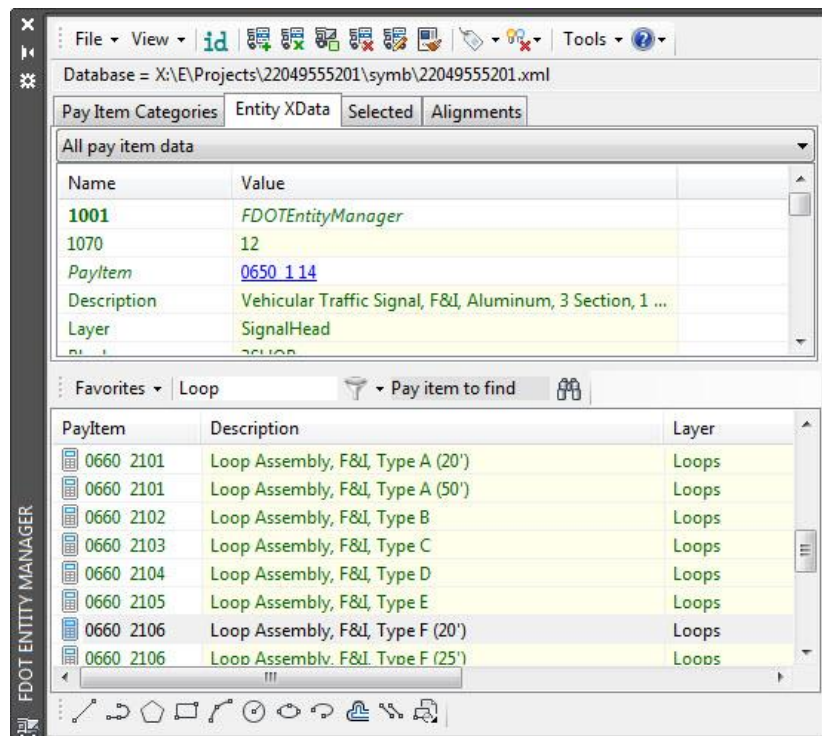 File View id Tools
Database = X:\E\Projects\22049555201\symb\22049555201.xml
Pay Item Categories Entity XData Selected Alignments
All pay item data
Name Value
1001 FDOTEntityManager
1070 12
PayItem 0650 1 14
Description Vehicular Traffic Signal, F&I, Aluminum, 3 Section, 1 ...
Layer SignalHead
Favorites Loop Pay item to find
PayItem Description Layer
0660 2101 Loop Assembly, F&I, Type A (20') Loops
0660 2101 Loop Assembly, F&I, Type A (50') Loops
0660 2102 Loop Assembly, F&I, Type B Loops
0660 2103 Loop Assembly, F&I, Type C Loops
0660 2104 Loop Assembly, F&I, Type D Loops
0660 2105 Loop Assembly, F&I, Type E Loops
0660 2106 Loop Assembly, F&I, Type F (20') Loops
0660 2106 Loop Assembly, F&I, Type F (25') Loops
FDOT ENTITY MANAGER